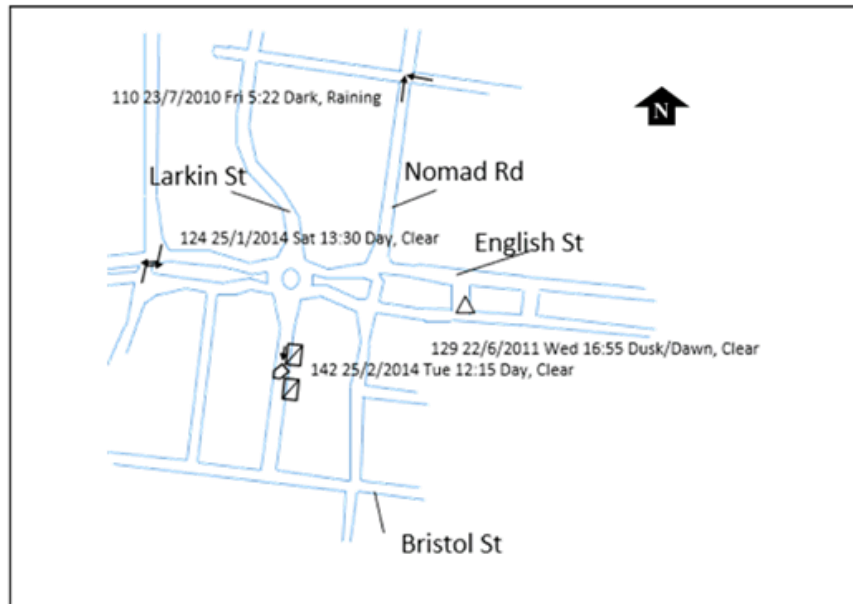 110 23/7/2010 Fri 5:22 Dark, Raining
N
Larkin St
Nomad Rd
124 25/1/2014 Sat 13:30 Day, Clear
English St
129 22/6/2011 Wed 16:55 Dusk/Dawn, Clear
142 25/2/2014 Tue 12:15 Day, Clear
Bristol St